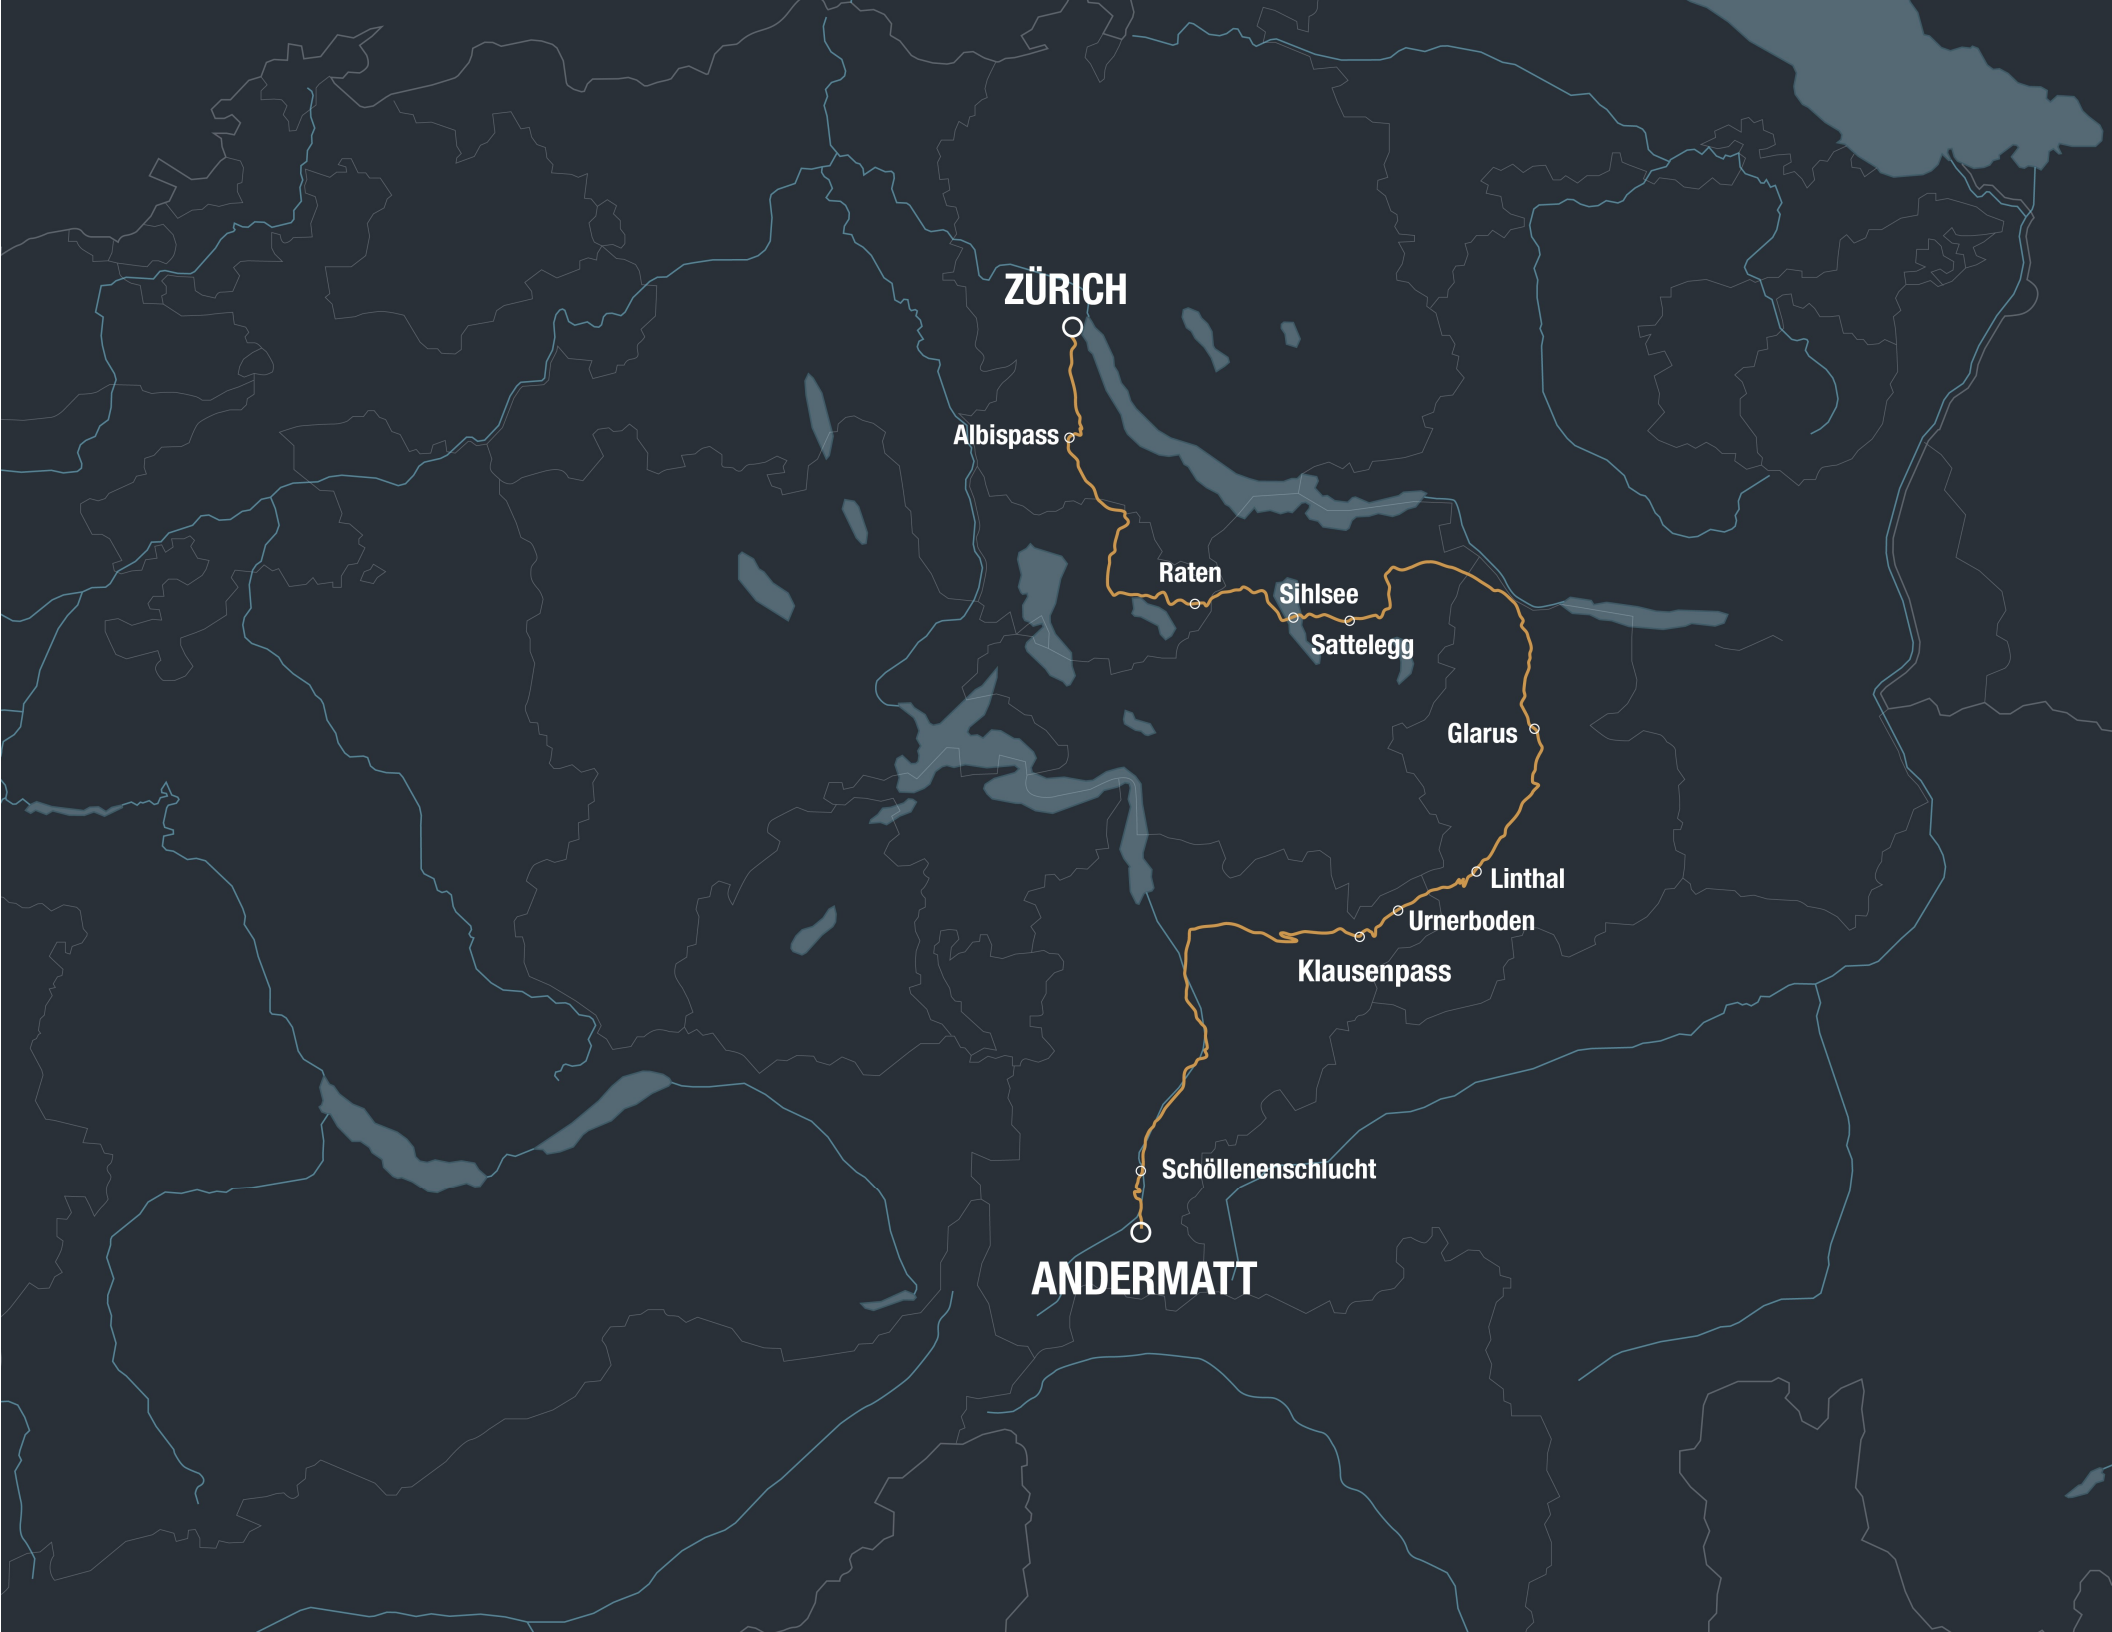 ZÜRICH
Albispass
Raten
Sihlsee
Sattelegg
Glarus
Linthal
Urnerboden
Klausenpass
Schöllenenschlucht
ANDERMATT